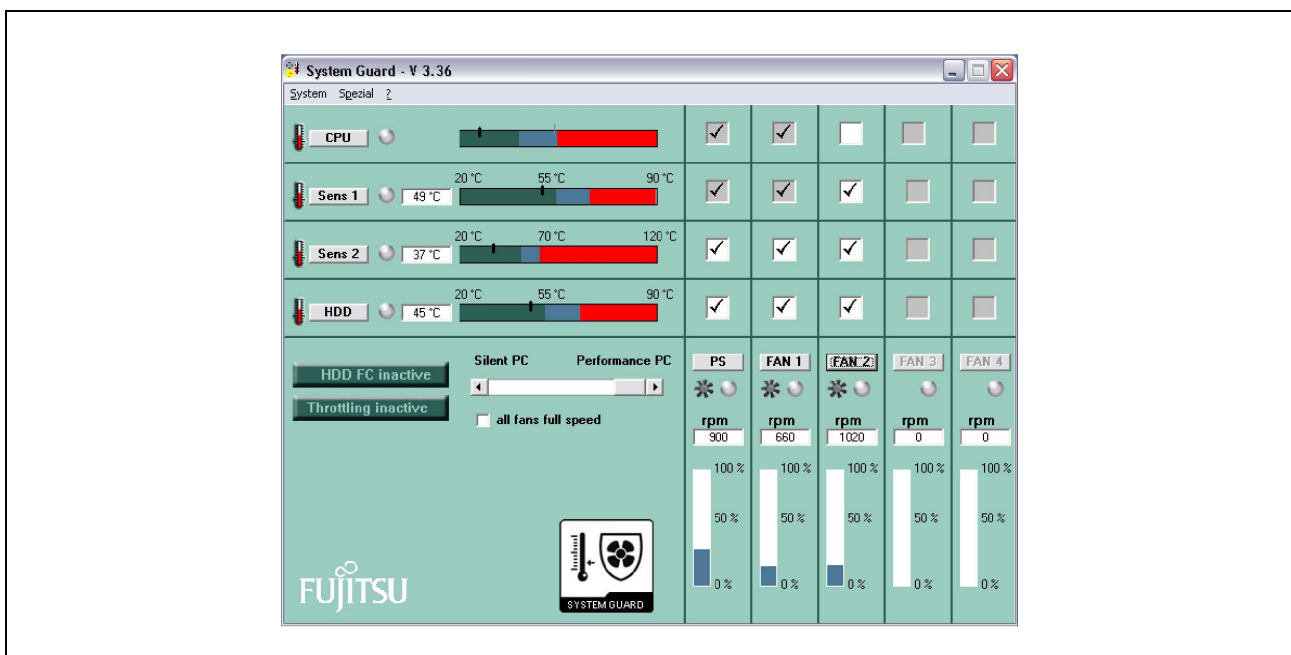 System Guard - V 3.36
System Spezial ?
CPU
20 °C 55 °C 90 °C
Sens 1 49 °C
20 °C 70 °C 120 °C
Sens 2 37 °C
20 °C 55 °C 90 °C
HDD 45 °C
HDD FC inactive
Throttling inactive
Silent PC Performance PC
all fans full speed
PS FAN 1 FAN 2 FAN 3 FAN 4
rpm rpm rpm rpm rpm
900 660 1020 0 0
100 % 100 % 100 % 100 % 100 %
50 % 50 % 50 % 50 % 50 %
0 % 0 % 0 % 0 % 0 %
FUJITSU
SYSTEM GUARD